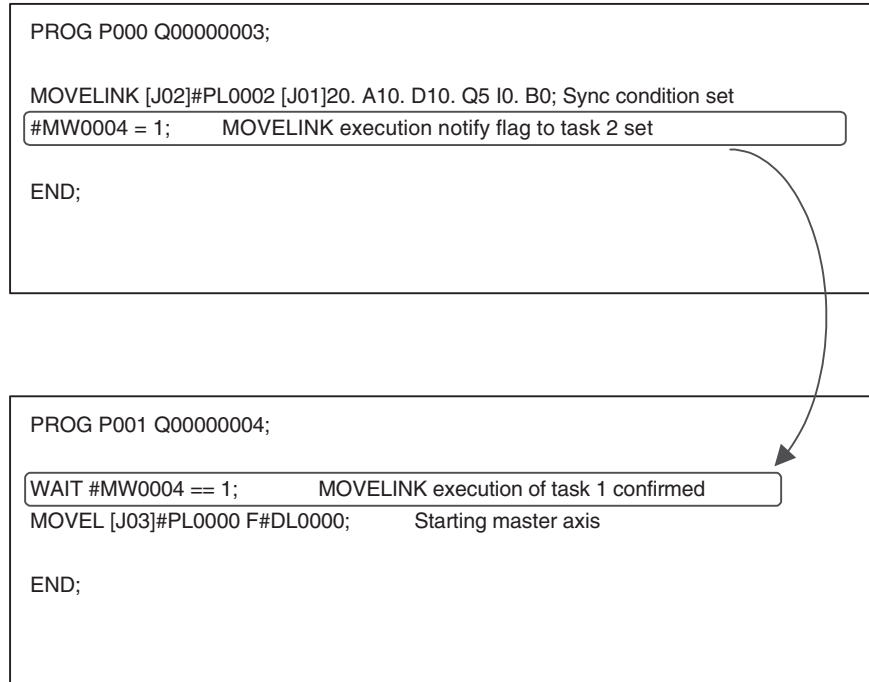 PROG P000 Q00000003;
MOVELINK [J02]#PL0002 [J01]20. A10. D10. Q5 I0. B0; Sync condition set
#MW0004 = 1; MOVELINK execution notify flag to task 2 set
END;
PROG P001 Q00000004;
WAIT #MW0004 == 1; MOVELINK execution of task 1 confirmed
MOVEL [J03]#PL0000 F#DL0000; Starting master axis
END;